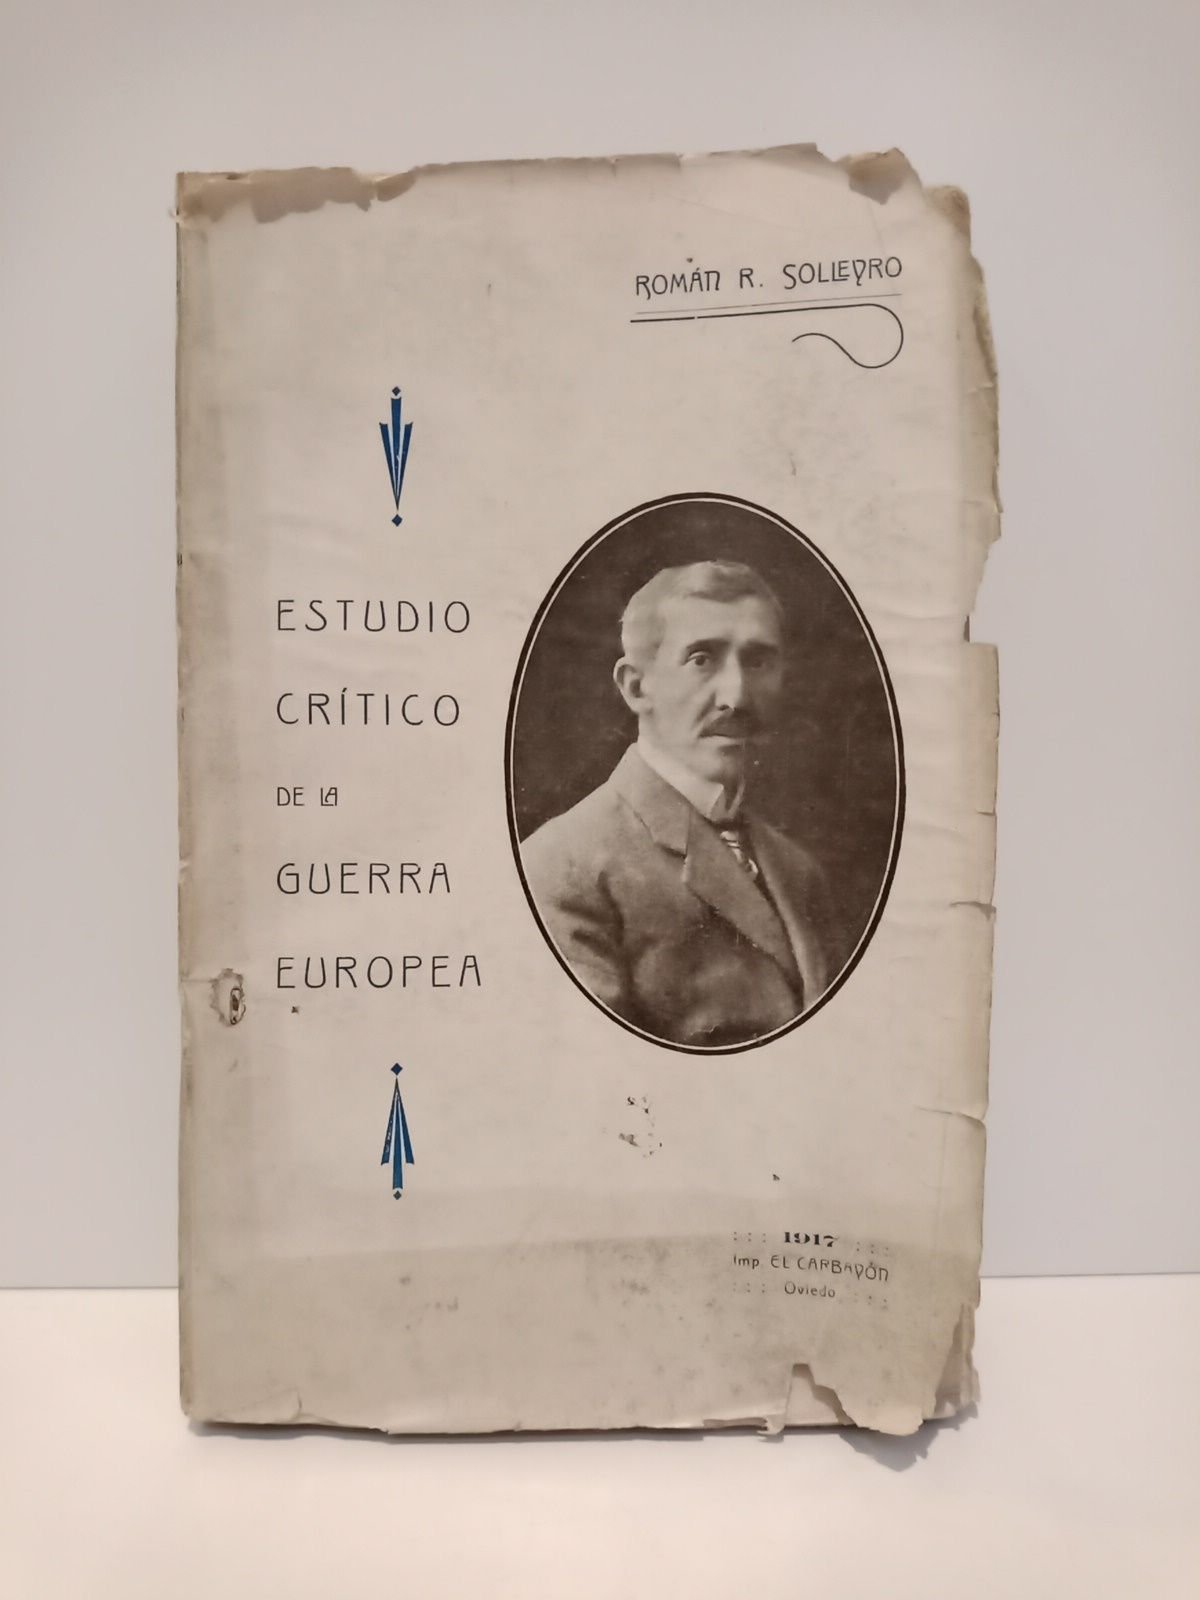 ROMÁN R. SOLLEYRO
ESTUDIO
CRÍTICO
DE LA
GUERRA
EUROPEA
::: 1917 :::
Imp. EL CARBAYÓN
::: Oviedo :::